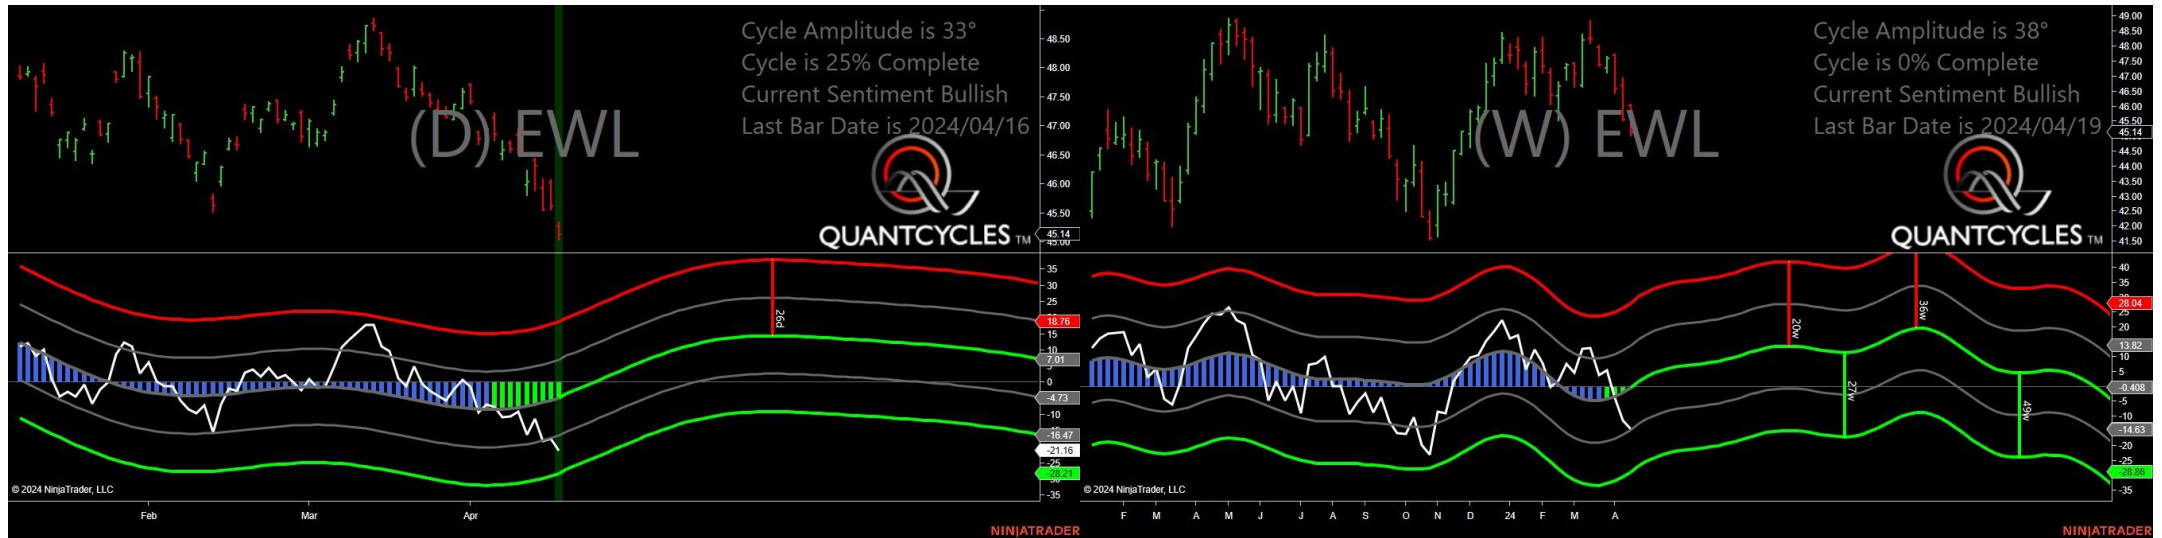 Cycle Amplitude is 33°
Cycle is 25% Complete
Current Sentiment Bullish
Last Bar Date is 2024/04/16
(D) EWL
QUANTCYCLES TM
48.50
48.00
47.50
47.00
46.50
46.00
45.50
45.14
45.00
35
30
25
18.76
15
10
7.01
0
-4.73
-10
-16.47
-21.16
-25
-28.21
-35
26d
© 2024 NinjaTrader, LLC
Feb Mar Apr
NINJATRADER
Cycle Amplitude is 38°
Cycle is 0% Complete
Current Sentiment Bullish
Last Bar Date is 2024/04/19
(W) EWL
QUANTCYCLES TM
49.00
48.50
48.00
47.50
47.00
46.50
46.00
45.50
45.14
44.50
44.00
43.50
43.00
42.50
42.00
41.50
40
35
28.04
25
20
13.82
10
5
-0.408
-5
-10
-14.63
-20
-25
-28.86
-35
20w
27w
36w
49w
© 2024 NinjaTrader, LLC
F M A M J J A S O N D 24 F M A
NINJATRADER